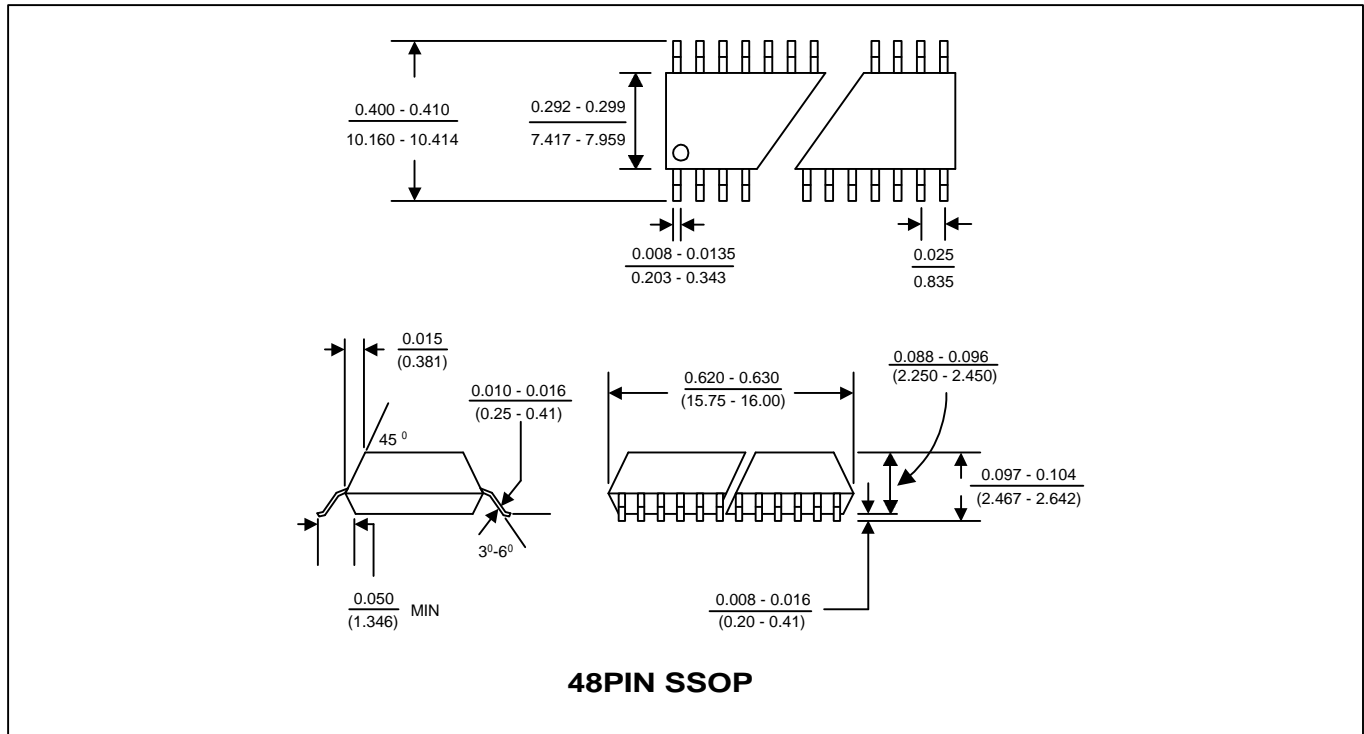 0.400 - 0.410
10.160 - 10.414
0.292 - 0.299
7.417 - 7.959
0.008 - 0.0135
0.203 - 0.343
0.025
0.835
0.015
(0.381)
0.010 - 0.016
(0.25 - 0.41)
45 ⁰
3⁰-6⁰
0.050
(1.346)
MIN
0.620 - 0.630
(15.75 - 16.00)
0.088 - 0.096
(2.250 - 2.450)
0.097 - 0.104
(2.467 - 2.642)
0.008 - 0.016
(0.20 - 0.41)
48PIN SSOP